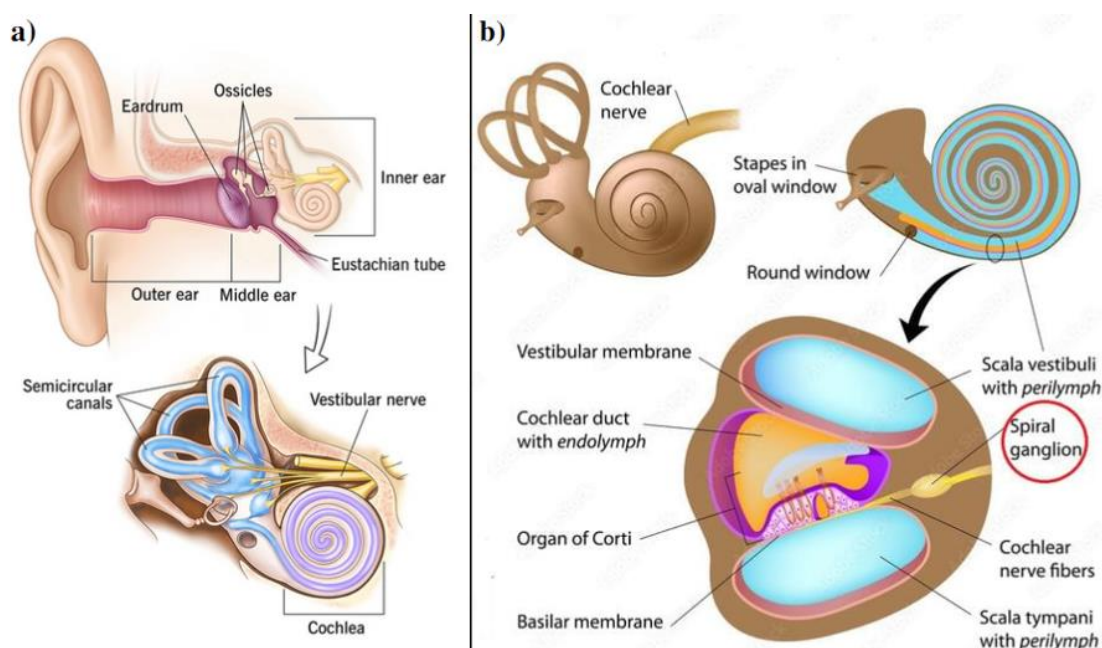 a)
Ossicles
Eardrum
Inner ear
Eustachian tube
Outer ear
Middle ear
Semicircular
canals
Vestibular nerve
Cochlea
b)
Cochlear
nerve
Stapes in
oval window
Round window
Vestibular membrane
Scala vestibuli
with perilymph
Cochlear duct
with endolymph
Spiral
ganglion
Organ of Corti
Cochlear
nerve fibers
Basilar membrane
Scala tympani
with perilymph